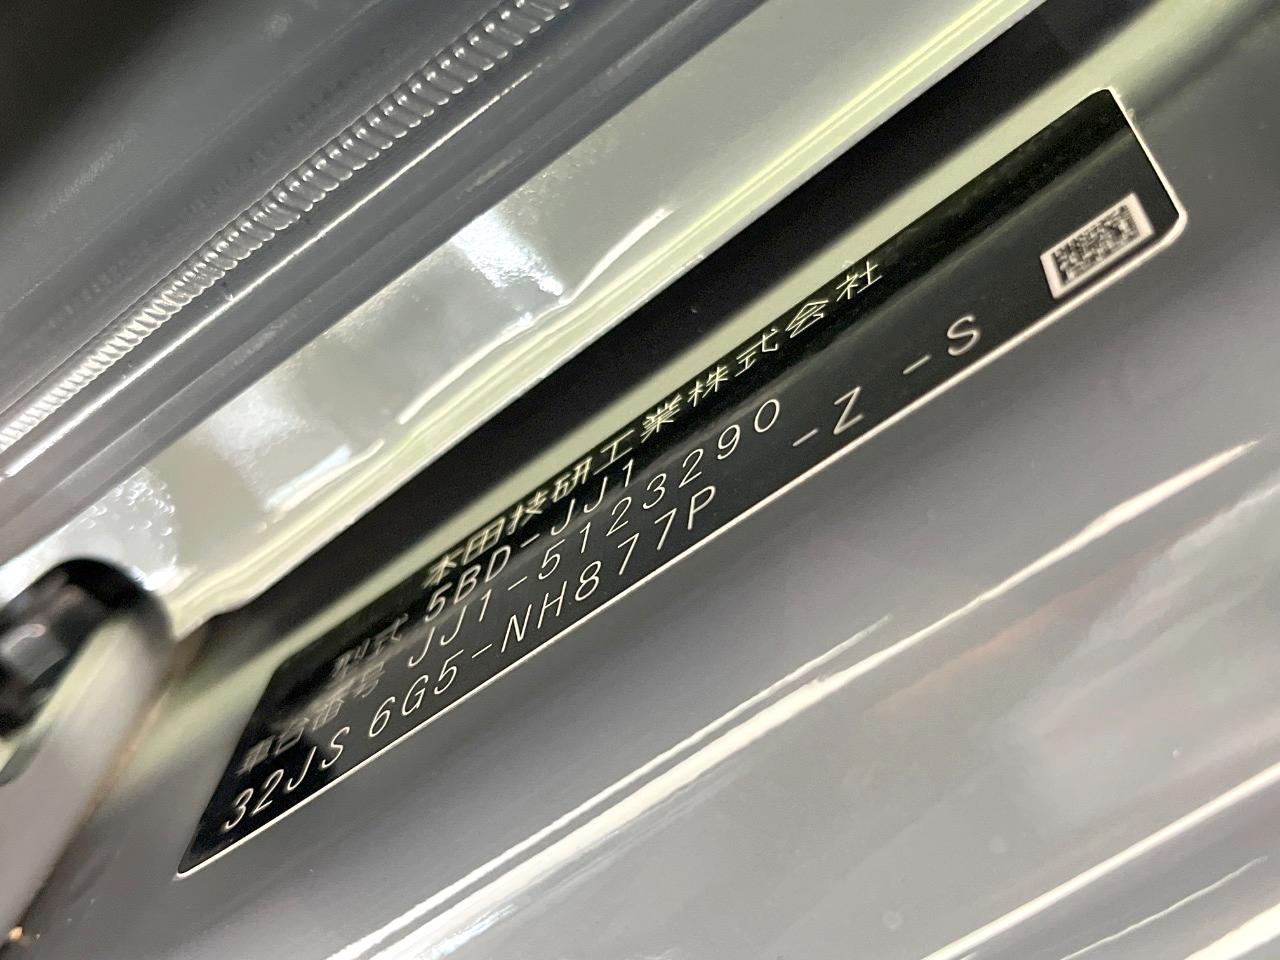 本田技研工業株式会社
型式 5BD-JJ1
車台番号 JJ1-5123290
32JS 6G5-NH877P -Z -S